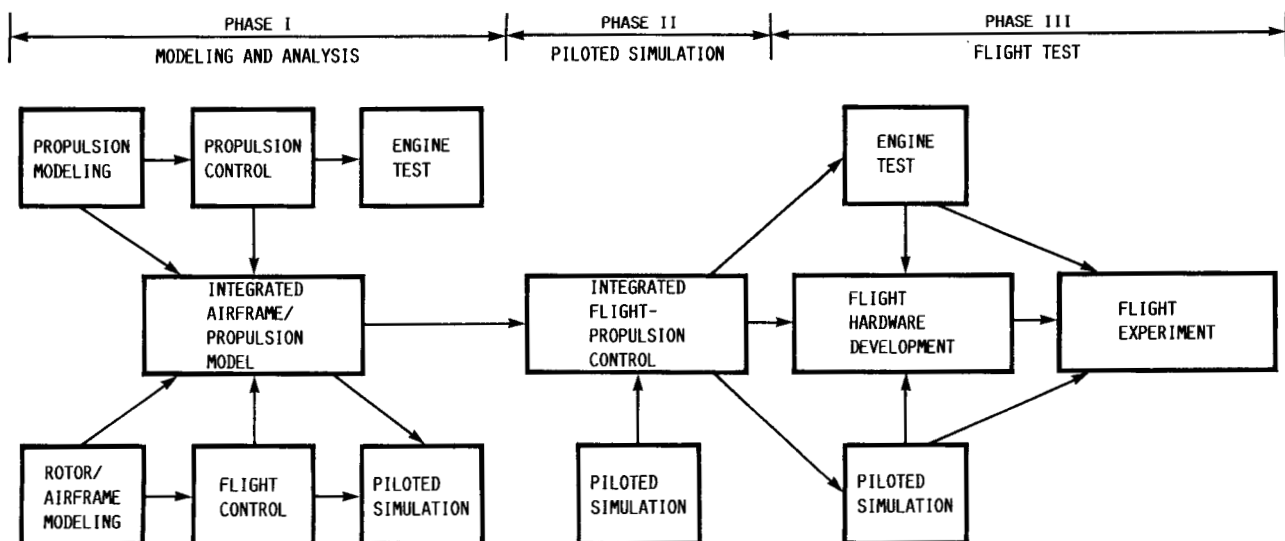 PHASE I
MODELING AND ANALYSIS
PHASE II
PILOTED SIMULATION
PHASE III
FLIGHT TEST
PROPULSION
MODELING
PROPULSION
CONTROL
ENGINE
TEST
ENGINE
TEST
INTEGRATED
AIRFRAME/
PROPULSION
MODEL
INTEGRATED
FLIGHT-
PROPULSION
CONTROL
FLIGHT
HARDWARE
DEVELOPMENT
FLIGHT
EXPERIMENT
ROTOR/
AIRFRAME
MODELING
FLIGHT
CONTROL
PILOTED
SIMULATION
PILOTED
SIMULATION
PILOTED
SIMULATION